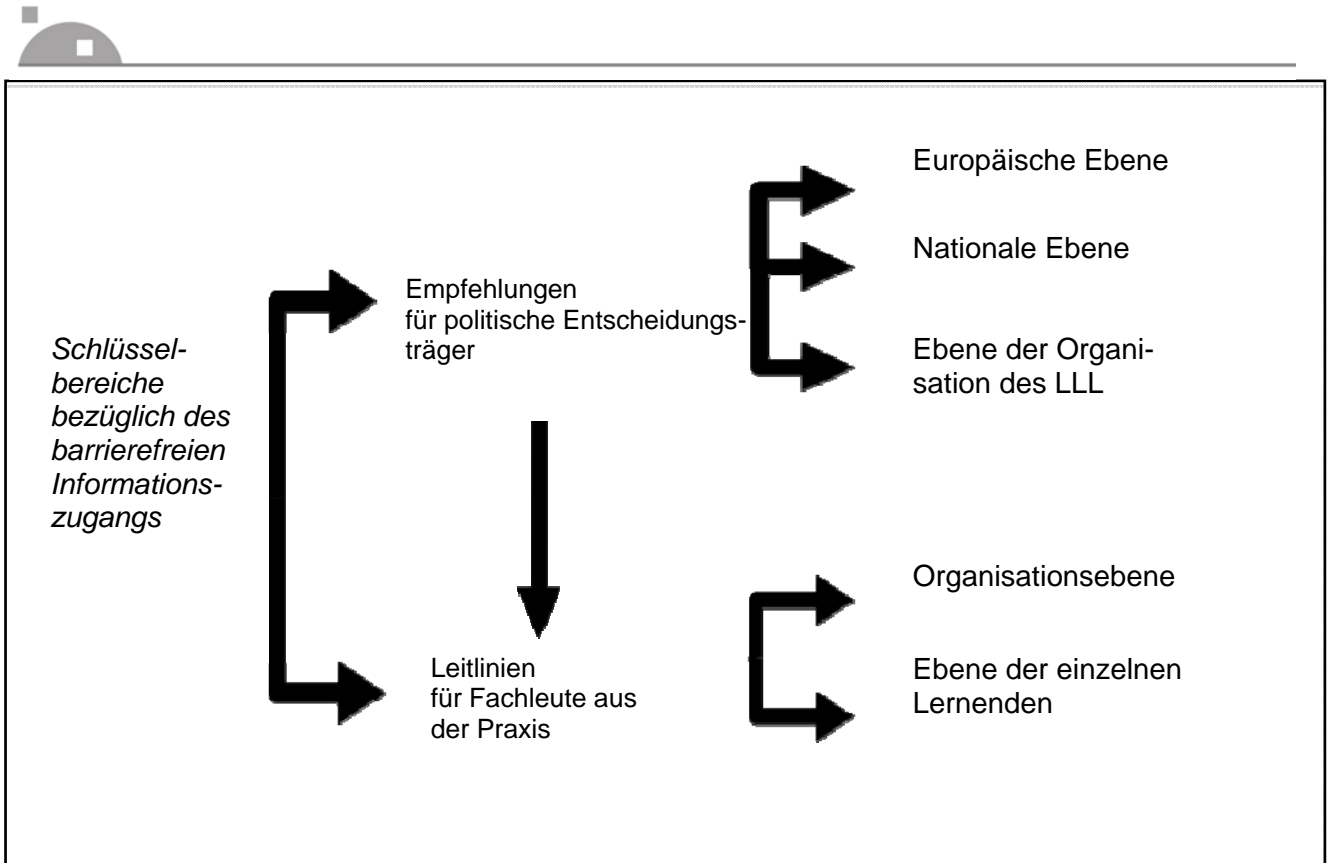 Schlüssel-
bereiche
bezüglich des
barrierefreien
Informations-
zugangs
Empfehlungen
für politische Entscheidungs-
träger
Europäische Ebene
Nationale Ebene
Ebene der Organi-
sation des LLL
Leitlinien
für Fachleute aus
der Praxis
Organisationsebene
Ebene der einzelnen
Lernenden